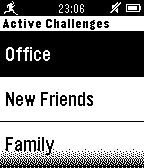 23:06
Active Challenges
Office
New Friends
Family